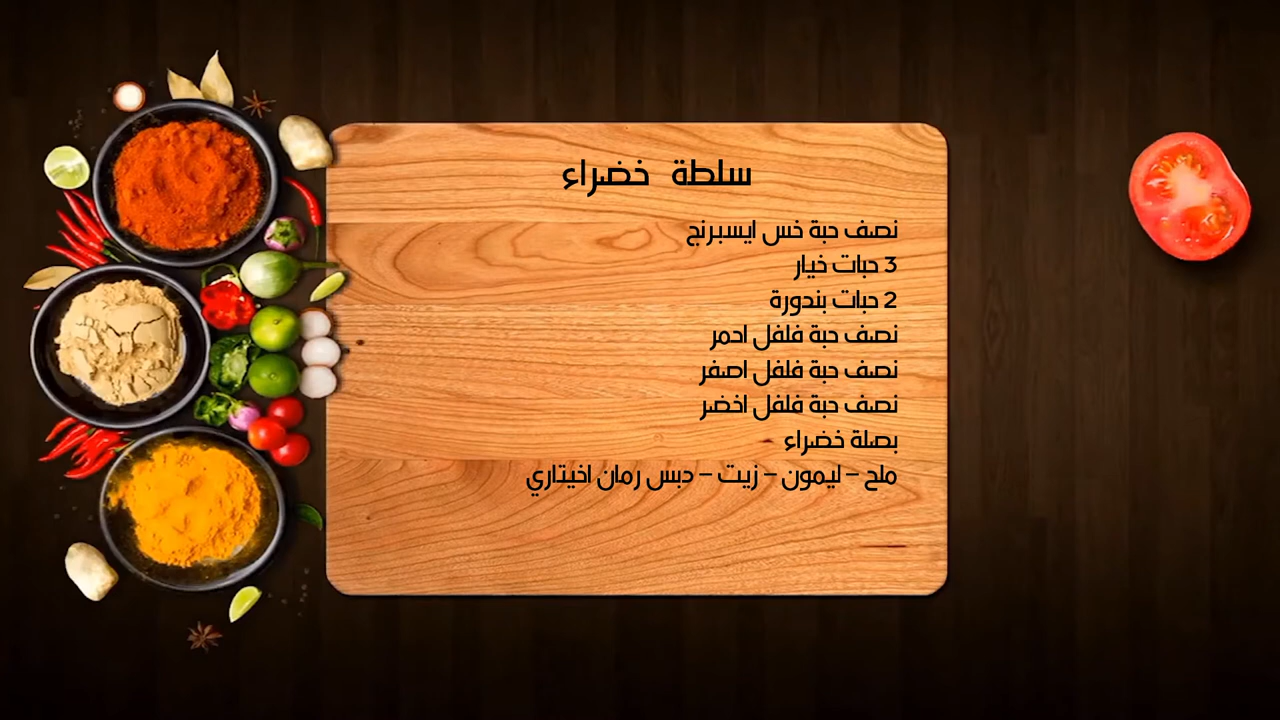 سلطة خضراء
نصف حبة خس ايسبرنج
3 حبات خيار
2 حبات بندورة
نصف حبة فلفل احمر
نصف حبة فلفل اصفر
نصف حبة فلفل اخضر
بصلة خضراء
ملح – ليمون – زيت – دبس رمان اخيتاري